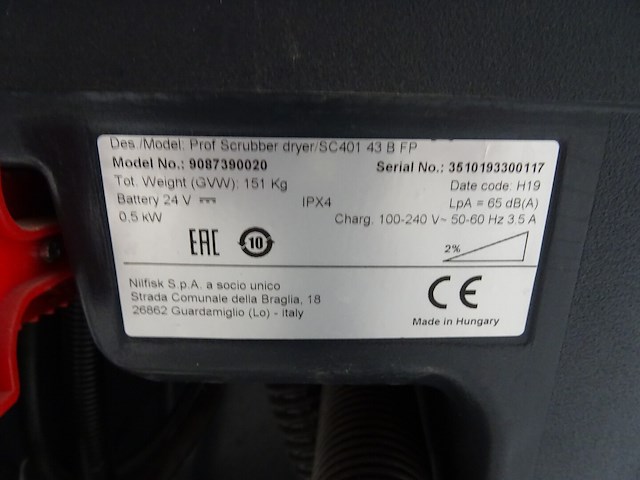 Des./Model: Prof Scrubber dryer/SC401 43 B FP
Model No.: 9087390020 Serial No.: 3510193300117
Tot. Weight (GVW): 151 Kg Date code: H19
Battery 24 V IPX4 LpA = 65 dB(A)
0,5 kW Charg. 100-240 V~ 50-60 Hz 3.5 A
EAC 10 2%
Nilfisk S.p.A. a socio unico
Strada Comunale della Braglia, 18
26862 Guardamiglio (Lo) - italy
CE
Made in Hungary